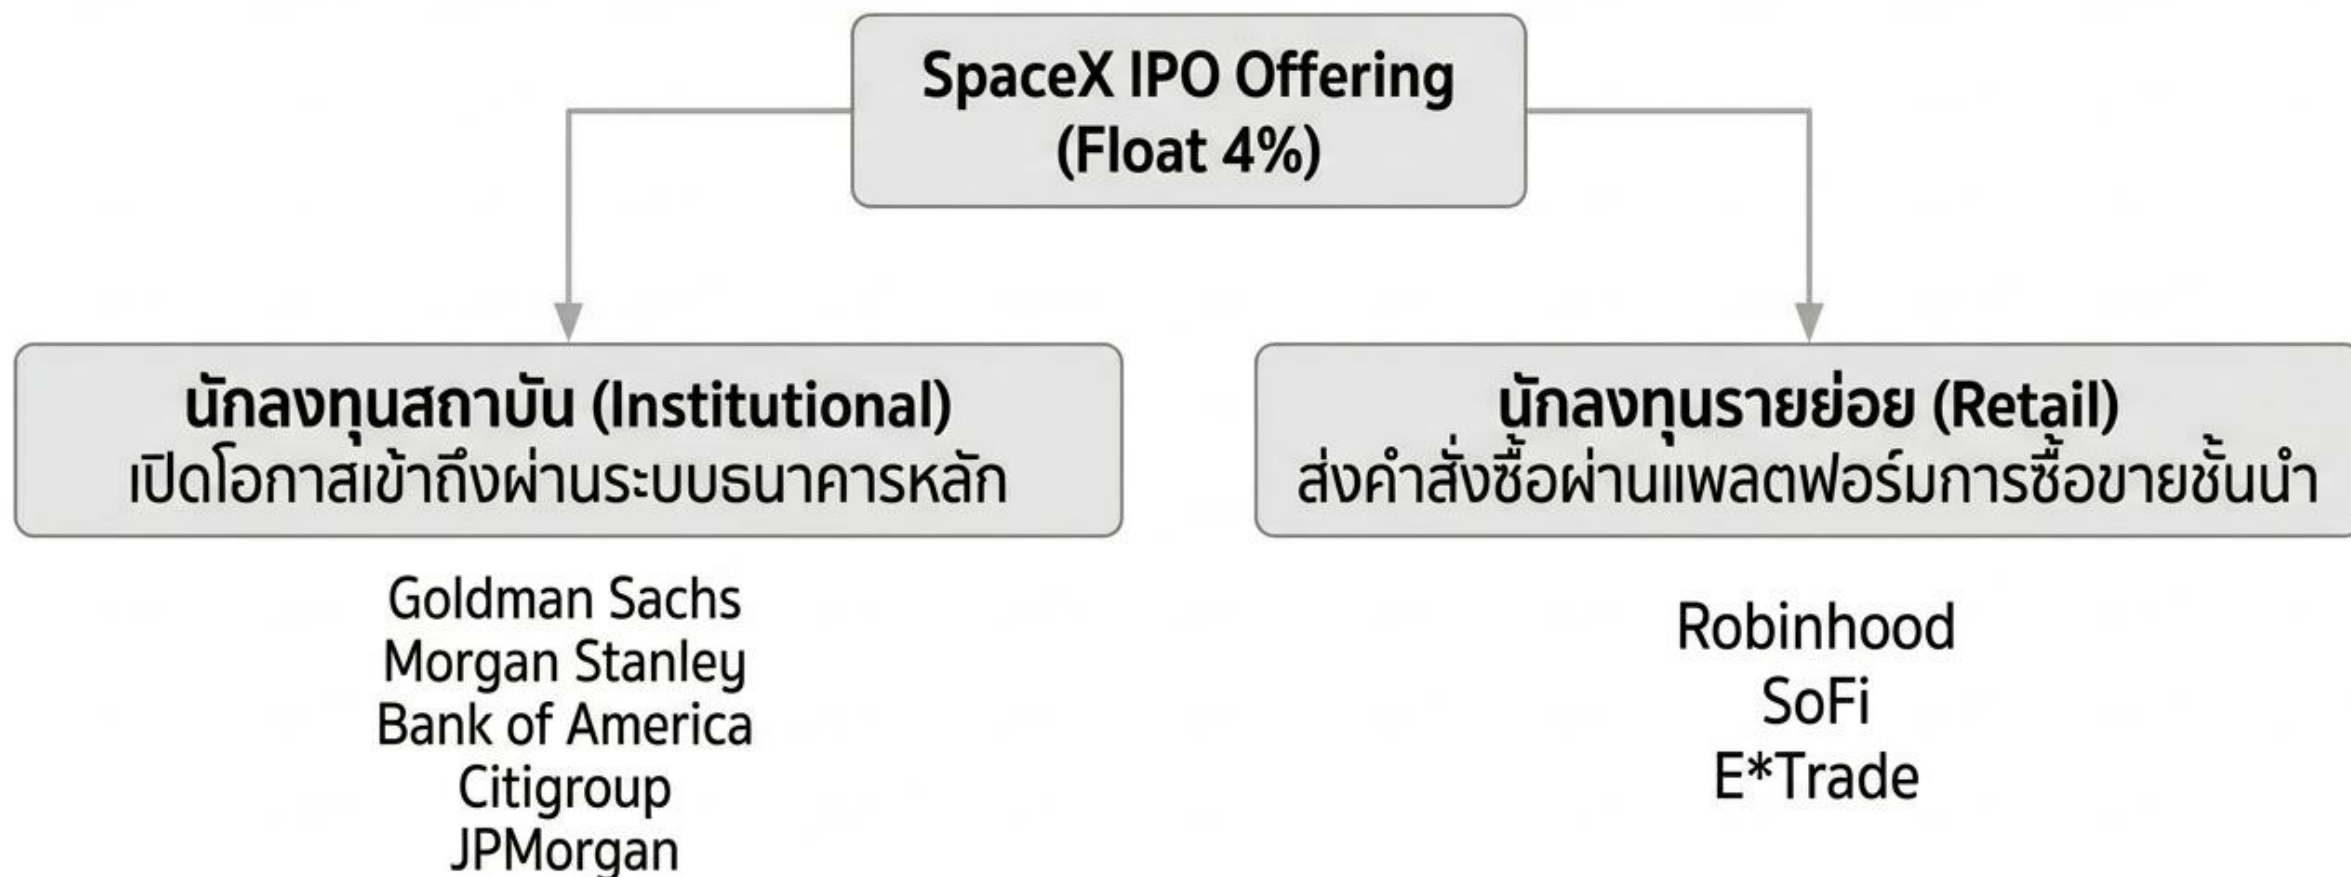 SpaceX IPO Offering
(Float 4%)
นักลงทุนสถาบัน (Institutional)
เปิดโอกาสเข้าถึงผ่านระบบธนาคารหลัก
Goldman Sachs
Morgan Stanley
Bank of America
Citigroup
JPMorgan
นักลงทุนรายย่อย (Retail)
ส่งคำสั่งซื้อผ่านแพลตฟอร์มการซื้อขายชั้นนำ
Robinhood
SoFi
E*Trade